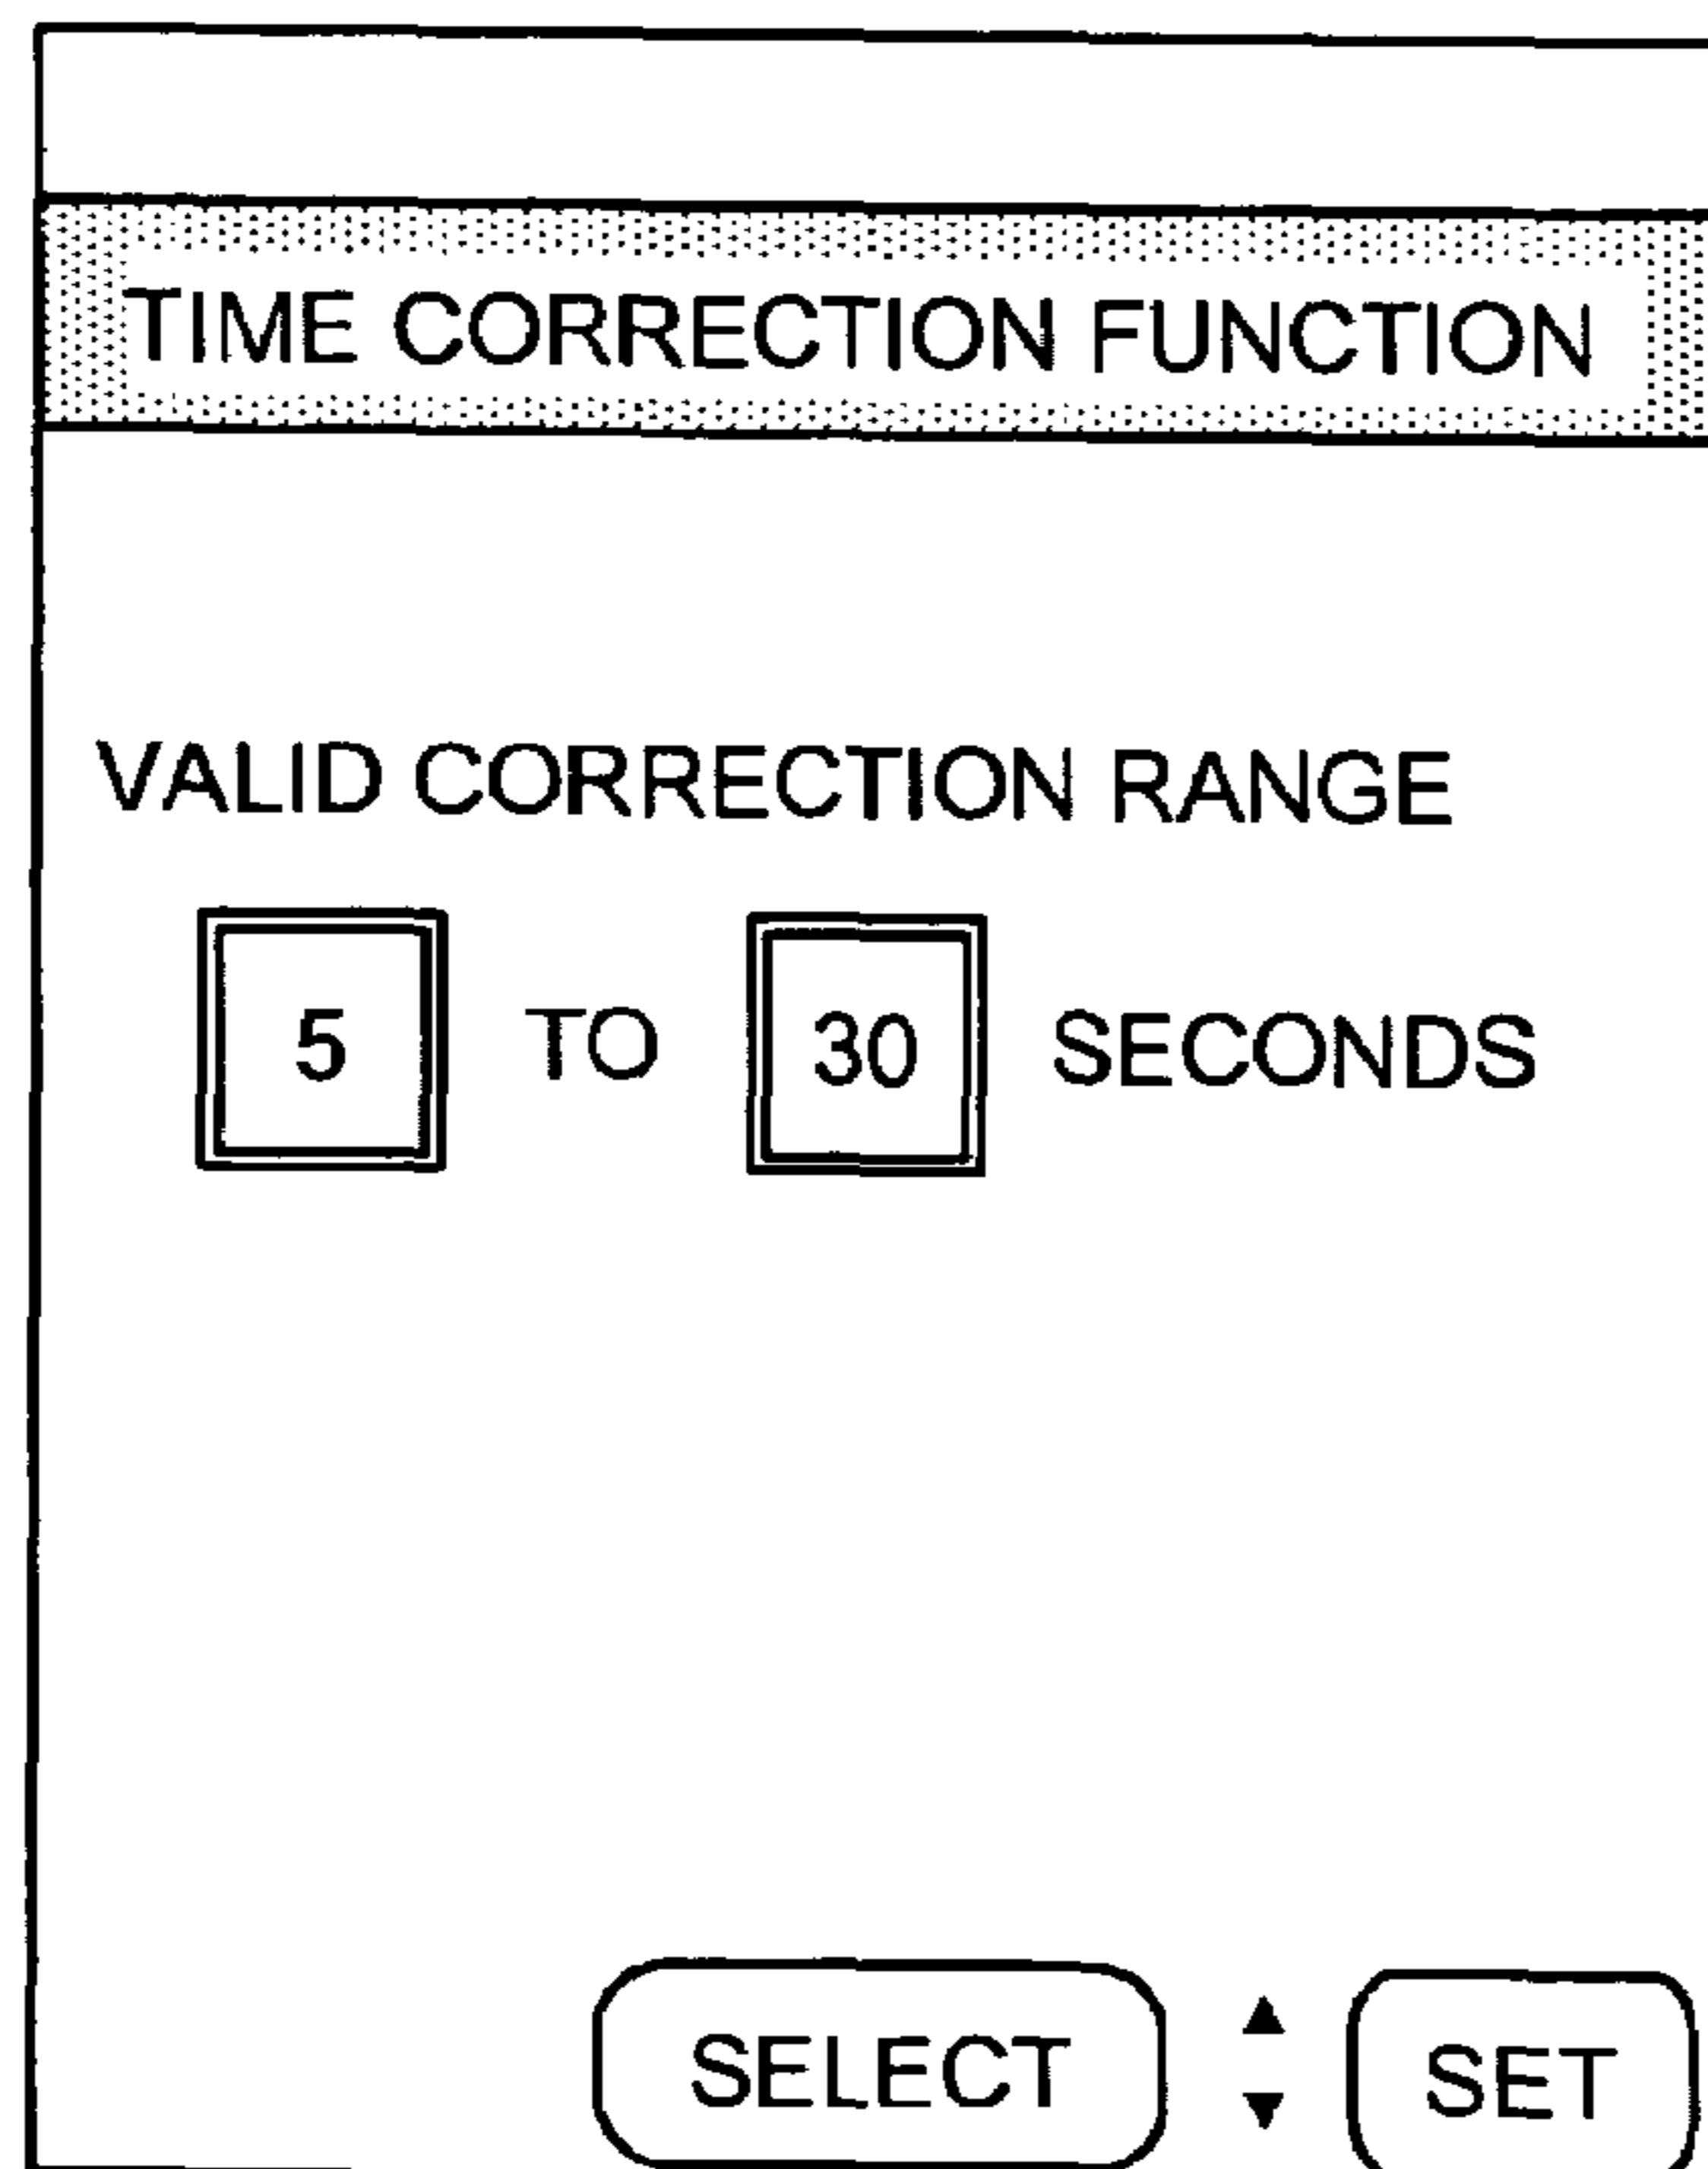 TIME CORRECTION FUNCTION
VALID CORRECTION RANGE
5 TO 30 SECONDS
SELECT ▲▼ SET